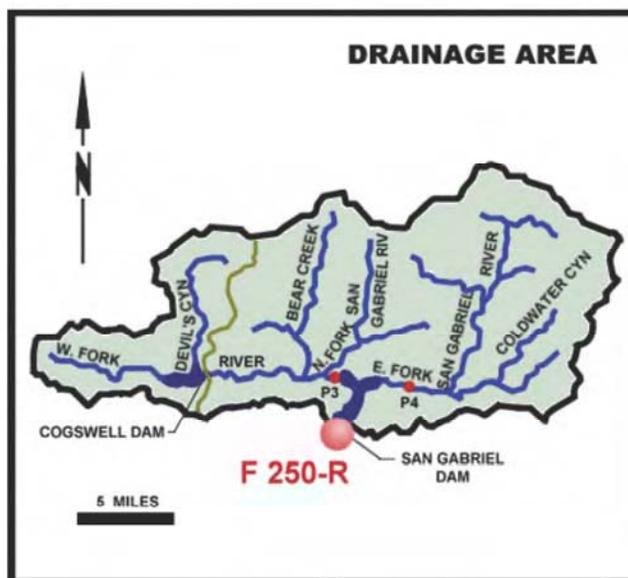 DRAINAGE AREA
N
BEAR CREEK
N. FORK SAN
GABRIEL RIV
SAN GABRIEL
RIVER
COLDWATER CYN
DEVIL'S CYN
W. FORK
RIVER
E. FORK
P3
P4
COGSWELL DAM
F 250-R
SAN GABRIEL
DAM
5 MILES